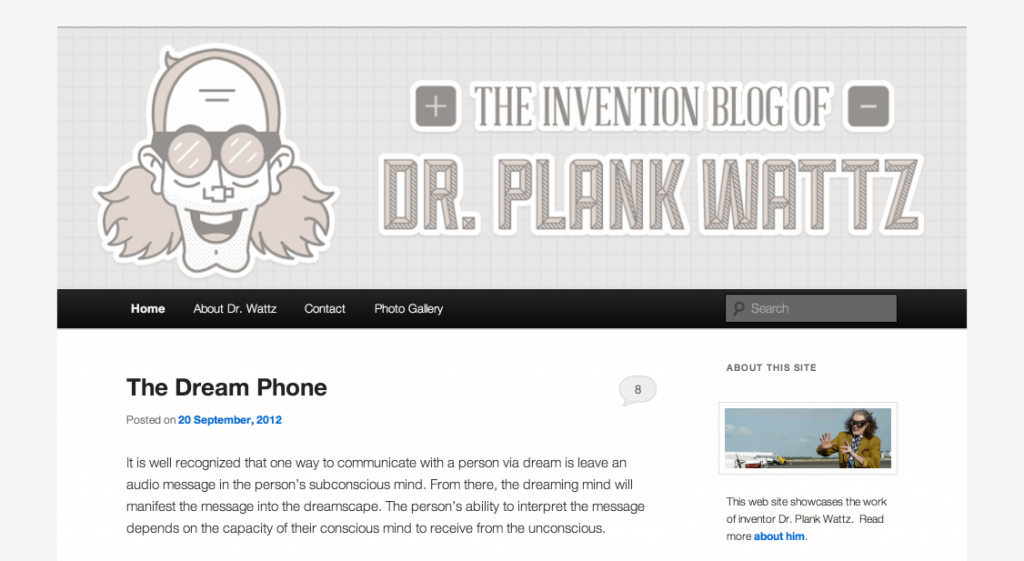 + THE INVENTION BLOG OF −
DR. PLANK WATTZ
Home About Dr. Wattz Contact Photo Gallery Search
The Dream Phone
8
Posted on 20 September, 2012
It is well recognized that one way to communicate with a person via dream is leave an
audio message in the person's subconscious mind. From there, the dreaming mind will
manifest the message into the dreamscape. The person's ability to interpret the message
depends on the capacity of their conscious mind to receive from the unconscious.
ABOUT THIS SITE
This web site showcases the work
of inventor Dr. Plank Wattz. Read
more about him.